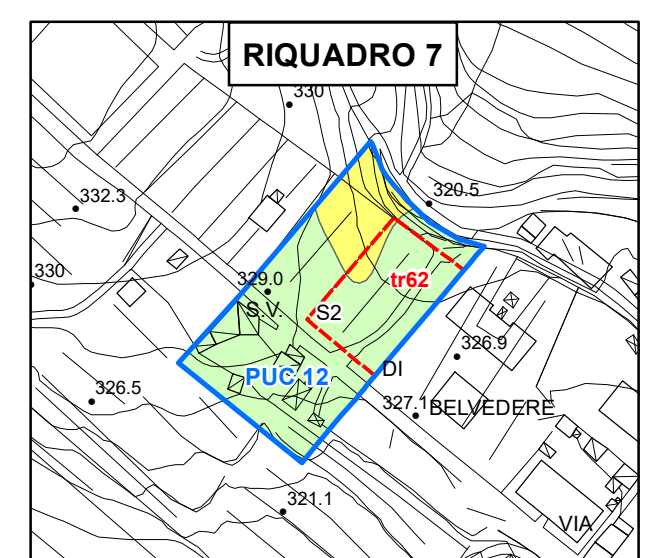 RIQUADRO 7
330
332.3
320.5
330
329.0
tr62
S.V.
S2
326.9
DI
PUC 12
326.5
327.1
BELVEDERE
321.1
VIA